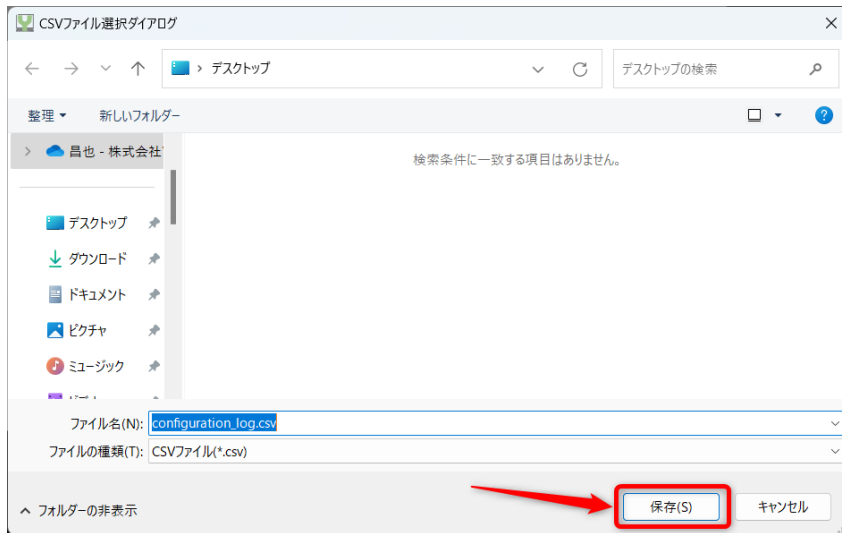 CSVファイル選択ダイアログ
デスクトップ
デスクトップの検索
整理
新しいフォルダー
昌也 - 株式会社
検索条件に一致する項目はありません。
デスクトップ
ダウンロード
ドキュメント
ピクチャ
ミュージック
ファイル名(N): configuration_log.csv
ファイルの種類(T): CSVファイル(*.csv)
フォルダーの非表示
保存(S)
キャンセル